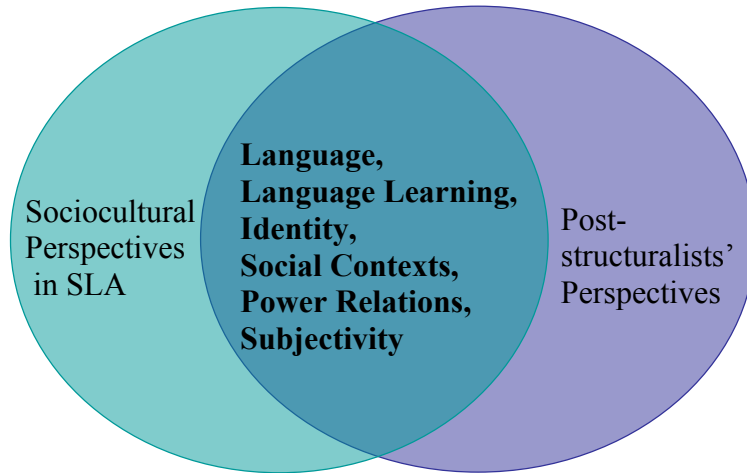 Sociocultural
Perspectives
in SLA
Language,
Language Learning,
Identity,
Social Contexts,
Power Relations,
Subjectivity
Post-
structuralists’
Perspectives